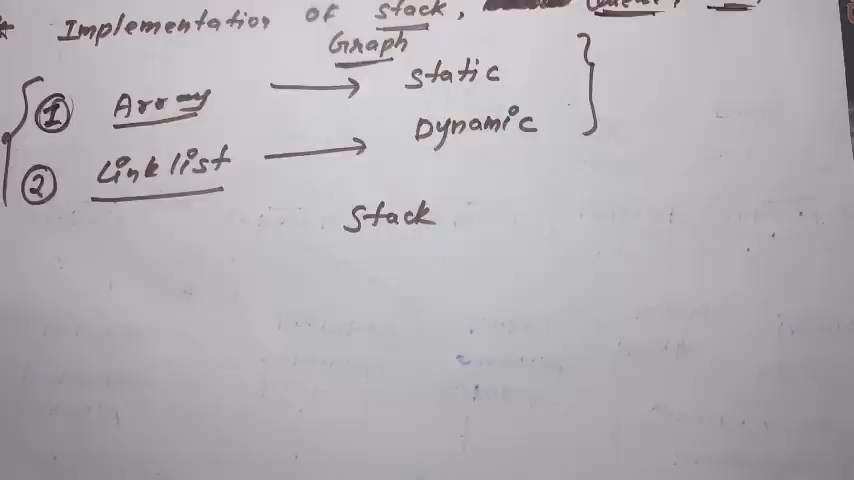 * Implementation of stack,
Graph
① Array → static
② Link list → Dynamic
Stack